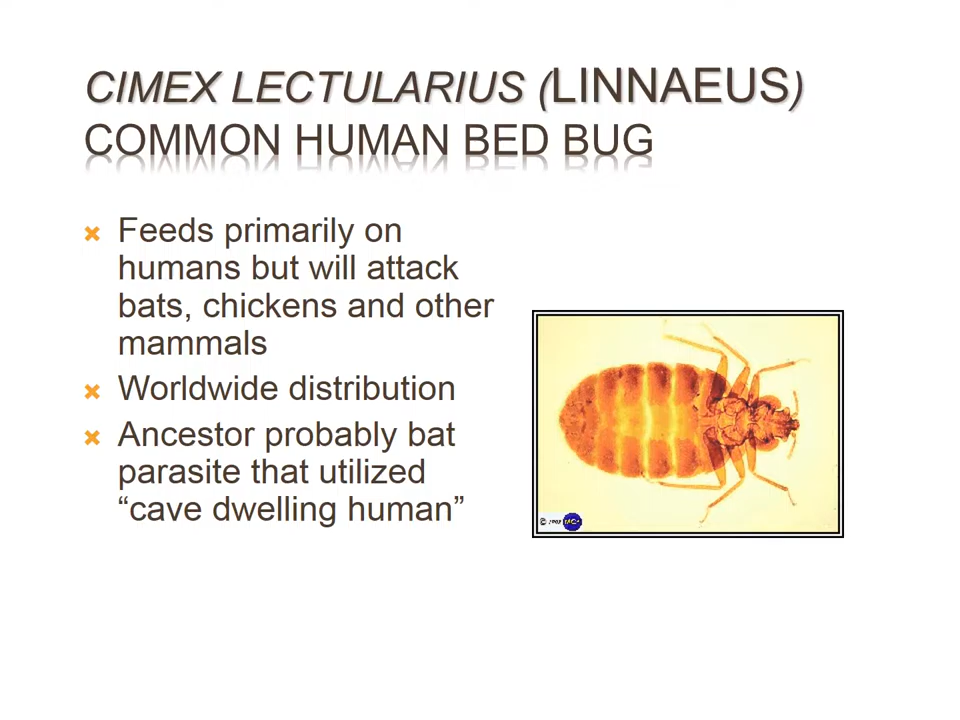 CIMEX LECTULARIUS (LINNAEUS)
COMMON HUMAN BED BUG
Feeds primarily on
humans but will attack
bats, chickens and other
mammals
Worldwide distribution
Ancestor probably bat
parasite that utilized
“cave dwelling human”
©